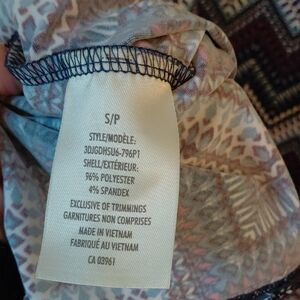 S/P
STYLE/MODÈLE:
3DJGDHSU6-796P1
SHELL/EXTÉRIEUR:
96% POLYESTER
4% SPANDEX
EXCLUSIVE OF TRIMMINGS
GARNITURES NON COMPRISES
MADE IN VIETNAM
FABRIQUÉ AU VIETNAM
CA 03961